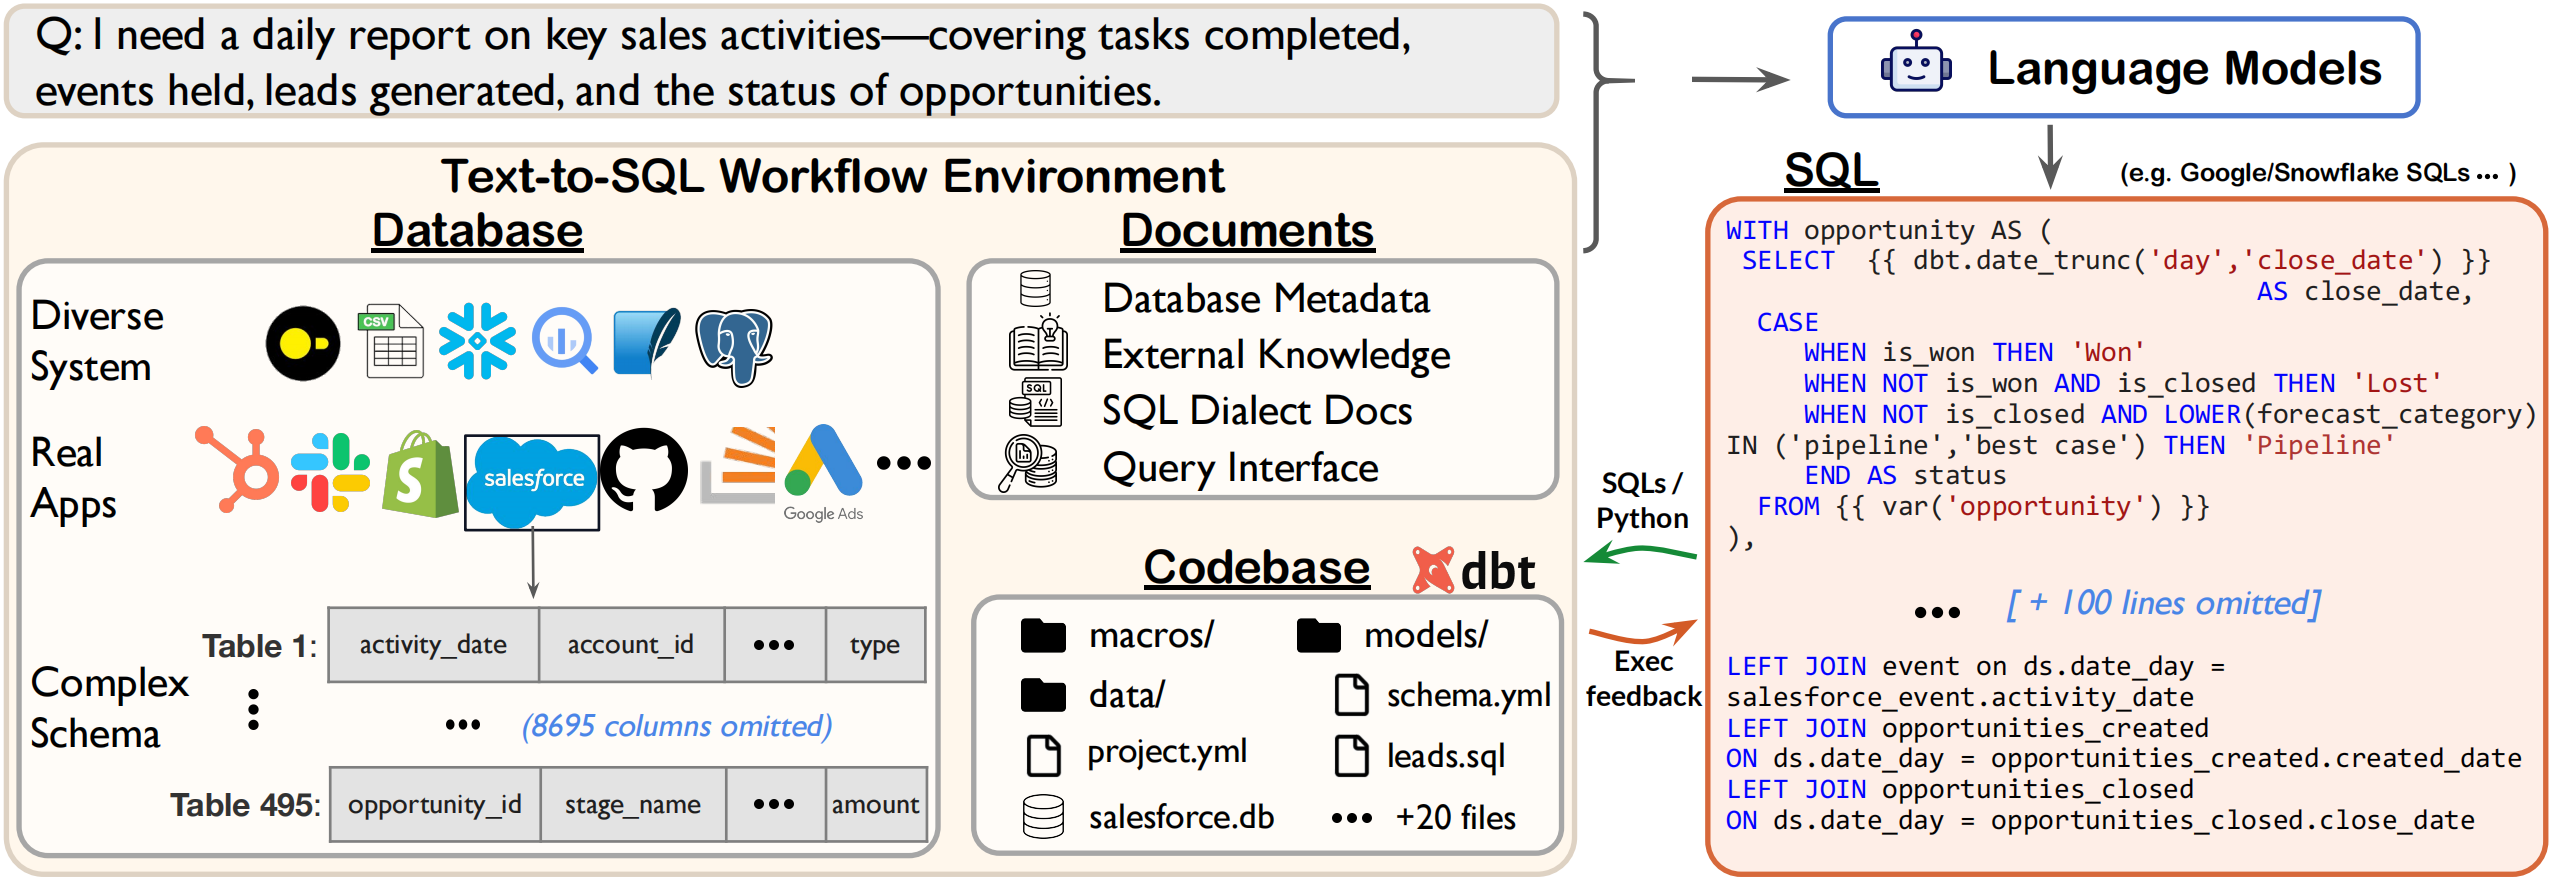 Q: I need a daily report on key sales activities—covering tasks completed,
events held, leads generated, and the status of opportunities.
Language Models
Text-to-SQL Workflow Environment
Database
Diverse
System
CSV
Real
Apps
salesforce
Google Ads
Complex
Schema
Table 1: activity_date account_id ••• type
••• (8695 columns omitted)
Table 495: opportunity_id stage_name ••• amount
Documents
Database Metadata
External Knowledge
SQL
SQL Dialect Docs
Query Interface
Codebase dbt
macros/ models/
data/ schema.yml
project.yml leads.sql
salesforce.db ••• +20 files
SQLs /
Python
Exec
feedback
SQL (e.g. Google/Snowflake SQLs ••• )
WITH opportunity AS (
SELECT {{ dbt.date_trunc('day','close_date') }}
AS close_date,
CASE
WHEN is_won THEN 'Won'
WHEN NOT is_won AND is_closed THEN 'Lost'
WHEN NOT is_closed AND LOWER(forecast_category)
IN ('pipeline','best case') THEN 'Pipeline'
END AS status
FROM {{ var('opportunity') }}
),
••• [ + 100 lines omitted]
LEFT JOIN event on ds.date_day =
salesforce_event.activity_date
LEFT JOIN opportunities_created
ON ds.date_day = opportunities_created.created_date
LEFT JOIN opportunities_closed
ON ds.date_day = opportunities_closed.close_date